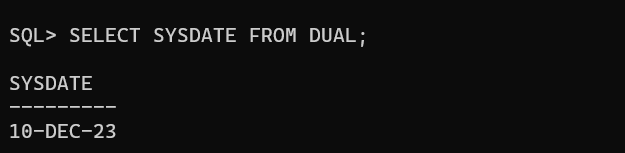 SQL> SELECT SYSDATE FROM DUAL;
SYSDATE
---------
10-DEC-23